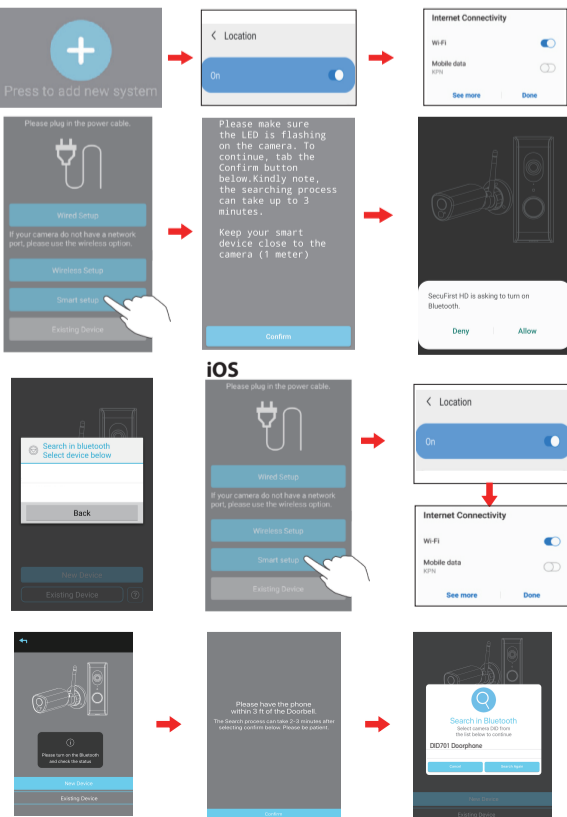 Press to add new system
Location
On
Internet Connectivity
Wi-Fi
Mobile data
KPN
See more
Done
Please plug in the power cable.
Wired Setup
If your camera do not have a network
port, please use the wireless option.
Wireless Setup
Smart setup
Existing Device
Please make sure
the LED is flashing
on the camera. To
continue, tab the
Confirm button
below.Kindly note,
the searching process
can take up to 3
minutes.
Keep your smart
device close to the
camera (1 meter)
Confirm
SecuFirst HD is asking to turn on
Bluetooth.
Deny
Allow
Search in bluetooth
Select device below
Back
New Device
Existing Device
?
iOS
Please plug in the power cable.
Wired Setup
If your camera do not have a network
port, please use the wireless option.
Wireless Setup
Smart setup
Existing Device
Location
On
Internet Connectivity
Wi-Fi
Mobile data
KPN
See more
Done
Please turn on the Bluetooth
and check the status
New Device
Existing Device
Please have the phone
within 3 ft of the Doorbell.
The Search process can take 2-3 minutes after
selecting confirm below. Please be patient.
Confirm
Search in Bluetooth
Select camera DID from
the list below to continue
DID701 Doorphone
Search Again
New Device
Existing Device